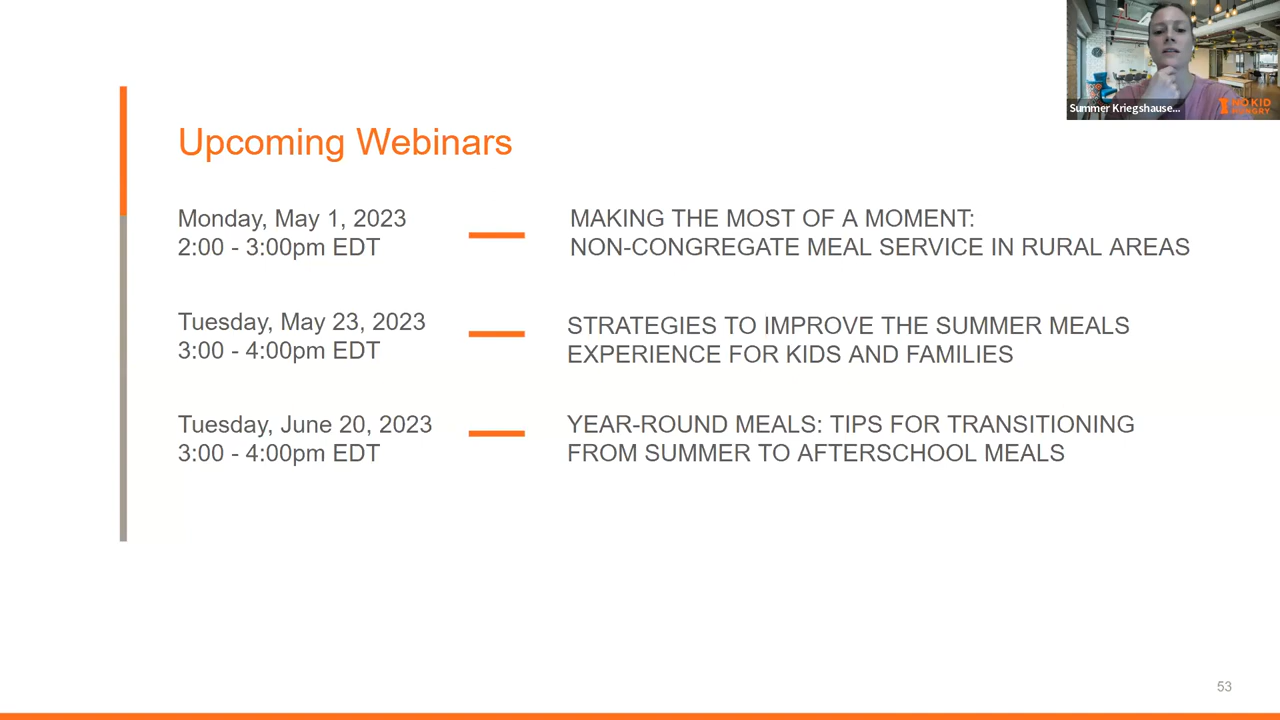 Upcoming Webinars
Monday, May 1, 2023
2:00 - 3:00pm EDT
MAKING THE MOST OF A MOMENT:
NON-CONGREGATE MEAL SERVICE IN RURAL AREAS
Tuesday, May 23, 2023
3:00 - 4:00pm EDT
STRATEGIES TO IMPROVE THE SUMMER MEALS
EXPERIENCE FOR KIDS AND FAMILIES
Tuesday, June 20, 2023
3:00 - 4:00pm EDT
YEAR-ROUND MEALS: TIPS FOR TRANSITIONING
FROM SUMMER TO AFTERSCHOOL MEALS
Summer Kriegshause...
NO KID
HUNGRY
53